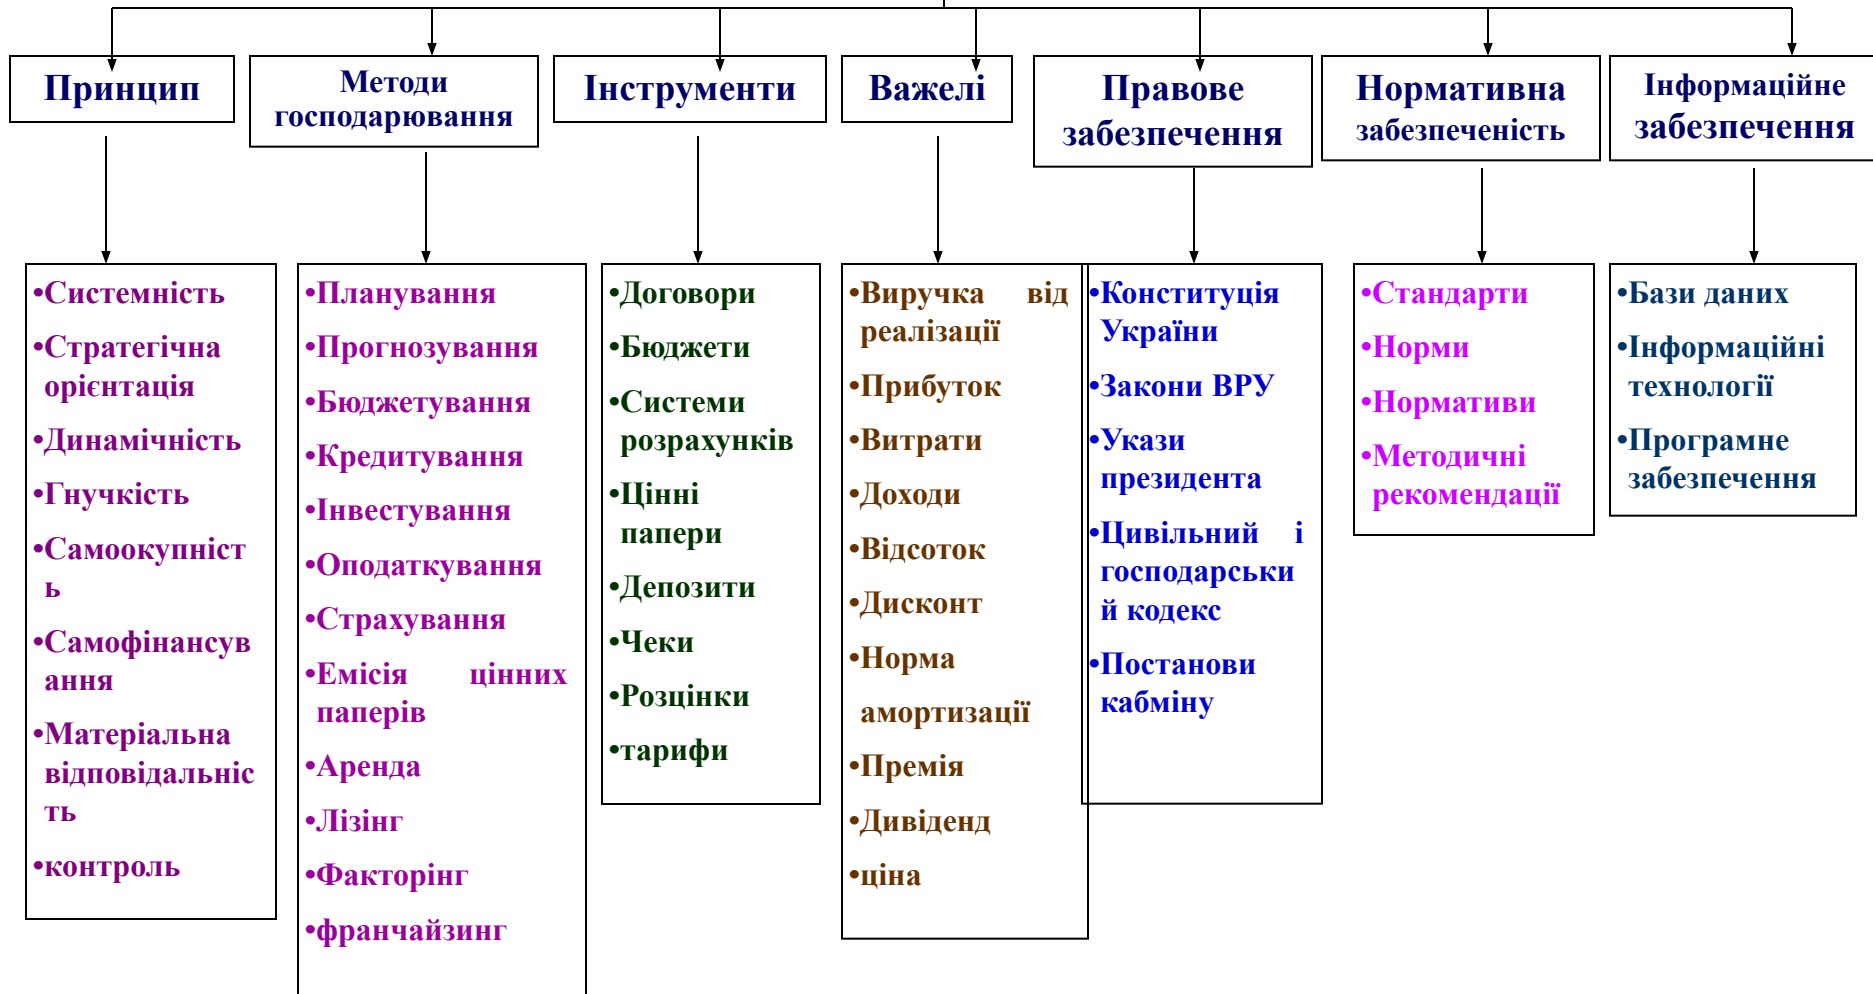 Принцип
Методи
господарювання
Інструменти
Важелі
Правове
забезпечення
Нормативна
забезпеченість
Інформаційне
забезпечення
•Системність
•Стратегічна
орієнтація
•Динамічність
•Гнучкість
•Самоокупніст
ь
•Самофінансув
ання
•Матеріальна
відповідальніс
ть
•контроль
•Планування
•Прогнозування
•Бюджетування
•Кредитування
•Інвестування
•Оподаткування
•Страхування
•Емісія цінних
паперів
•Аренда
•Лізінг
•Факторінг
•франчайзинг
•Договори
•Бюджети
•Системи
розрахунків
•Цінні
папери
•Депозити
•Чеки
•Розцінки
•тарифи
•Виручка від
реалізації
•Прибуток
•Витрати
•Доходи
•Відсоток
•Дисконт
•Норма
амортизації
•Премія
•Дивіденд
•ціна
•Конституція
України
•Закони ВРУ
•Укази
президента
•Цивільний і
господарськи
й кодекс
•Постанови
кабміну
•Стандарти
•Норми
•Нормативи
•Методичні
рекомендації
•Бази даних
•Інформаційні
технології
•Програмне
забезпечення